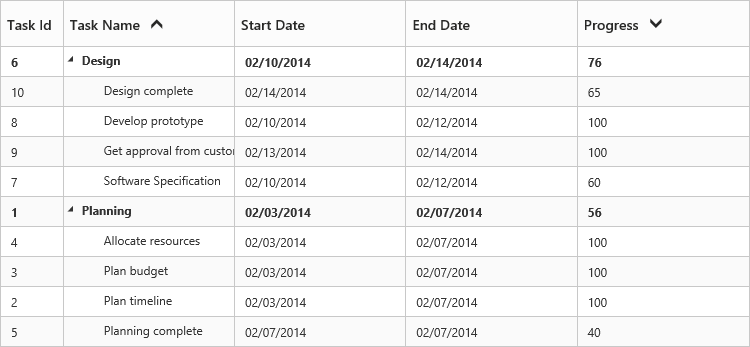 Task Id Task Name Start Date End Date Progress
6 Design 02/10/2014 02/14/2014 76
10 Design complete 02/14/2014 02/14/2014 65
8 Develop prototype 02/10/2014 02/12/2014 100
9 Get approval from custo 02/13/2014 02/14/2014 100
7 Software Specification 02/10/2014 02/12/2014 60
1 Planning 02/03/2014 02/07/2014 56
4 Allocate resources 02/03/2014 02/07/2014 100
3 Plan budget 02/03/2014 02/07/2014 100
2 Plan timeline 02/03/2014 02/07/2014 100
5 Planning complete 02/07/2014 02/07/2014 40